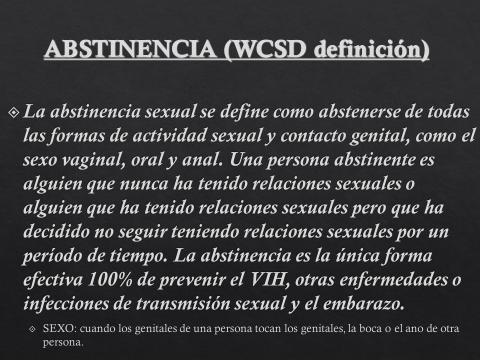 ABSTINENCIA (WCSD definición)
La abstinencia sexual se define como abstenerse de todas
las formas de actividad sexual y contacto genital, como el
sexo vaginal, oral y anal. Una persona abstinente es
alguien que nunca ha tenido relaciones sexuales o
alguien que ha tenido relaciones sexuales pero que ha
decidido no seguir teniendo relaciones sexuales por un
período de tiempo. La abstinencia es la única forma
efectiva 100% de prevenir el VIH, otras enfermedades o
infecciones de transmisión sexual y el embarazo.
SEXO: cuando los genitales de una persona tocan los genitales, la boca o el ano de otra
persona.